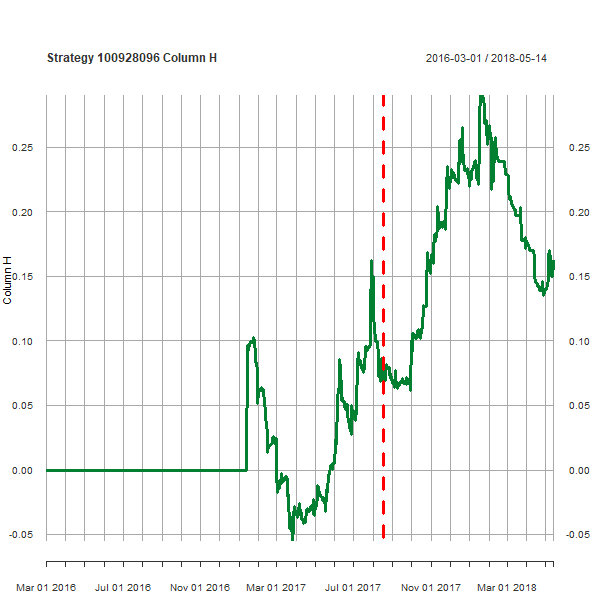 Strategy 100928096 Column H
2016-03-01 / 2018-05-14
Column H
0.25
0.20
0.15
0.10
0.05
0.00
-0.05
0.25
0.20
0.15
0.10
0.05
0.00
-0.05
Mar 01 2016
Jul 01 2016
Nov 01 2016
Mar 01 2017
Jul 01 2017
Nov 01 2017
Mar 01 2018